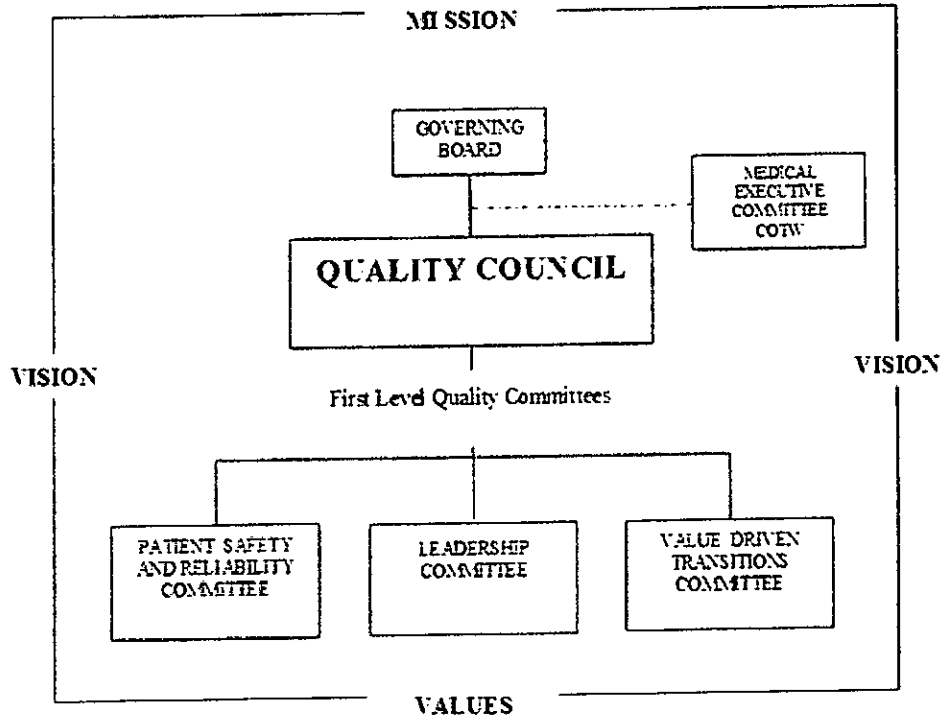 MISSION
GOVERNING
BOARD
MEDICAL
EXECUTIVE
COMMITTEE
COTW
QUALITY COUNCIL
VISION
VISION
First Level Quality Committees
PATIENT SAFETY
AND RELIABILITY
COMMITTEE
LEADERSHIP
COMMITTEE
VALUE DRIVEN
TRANSITIONS
COMMITTEE
VALUES